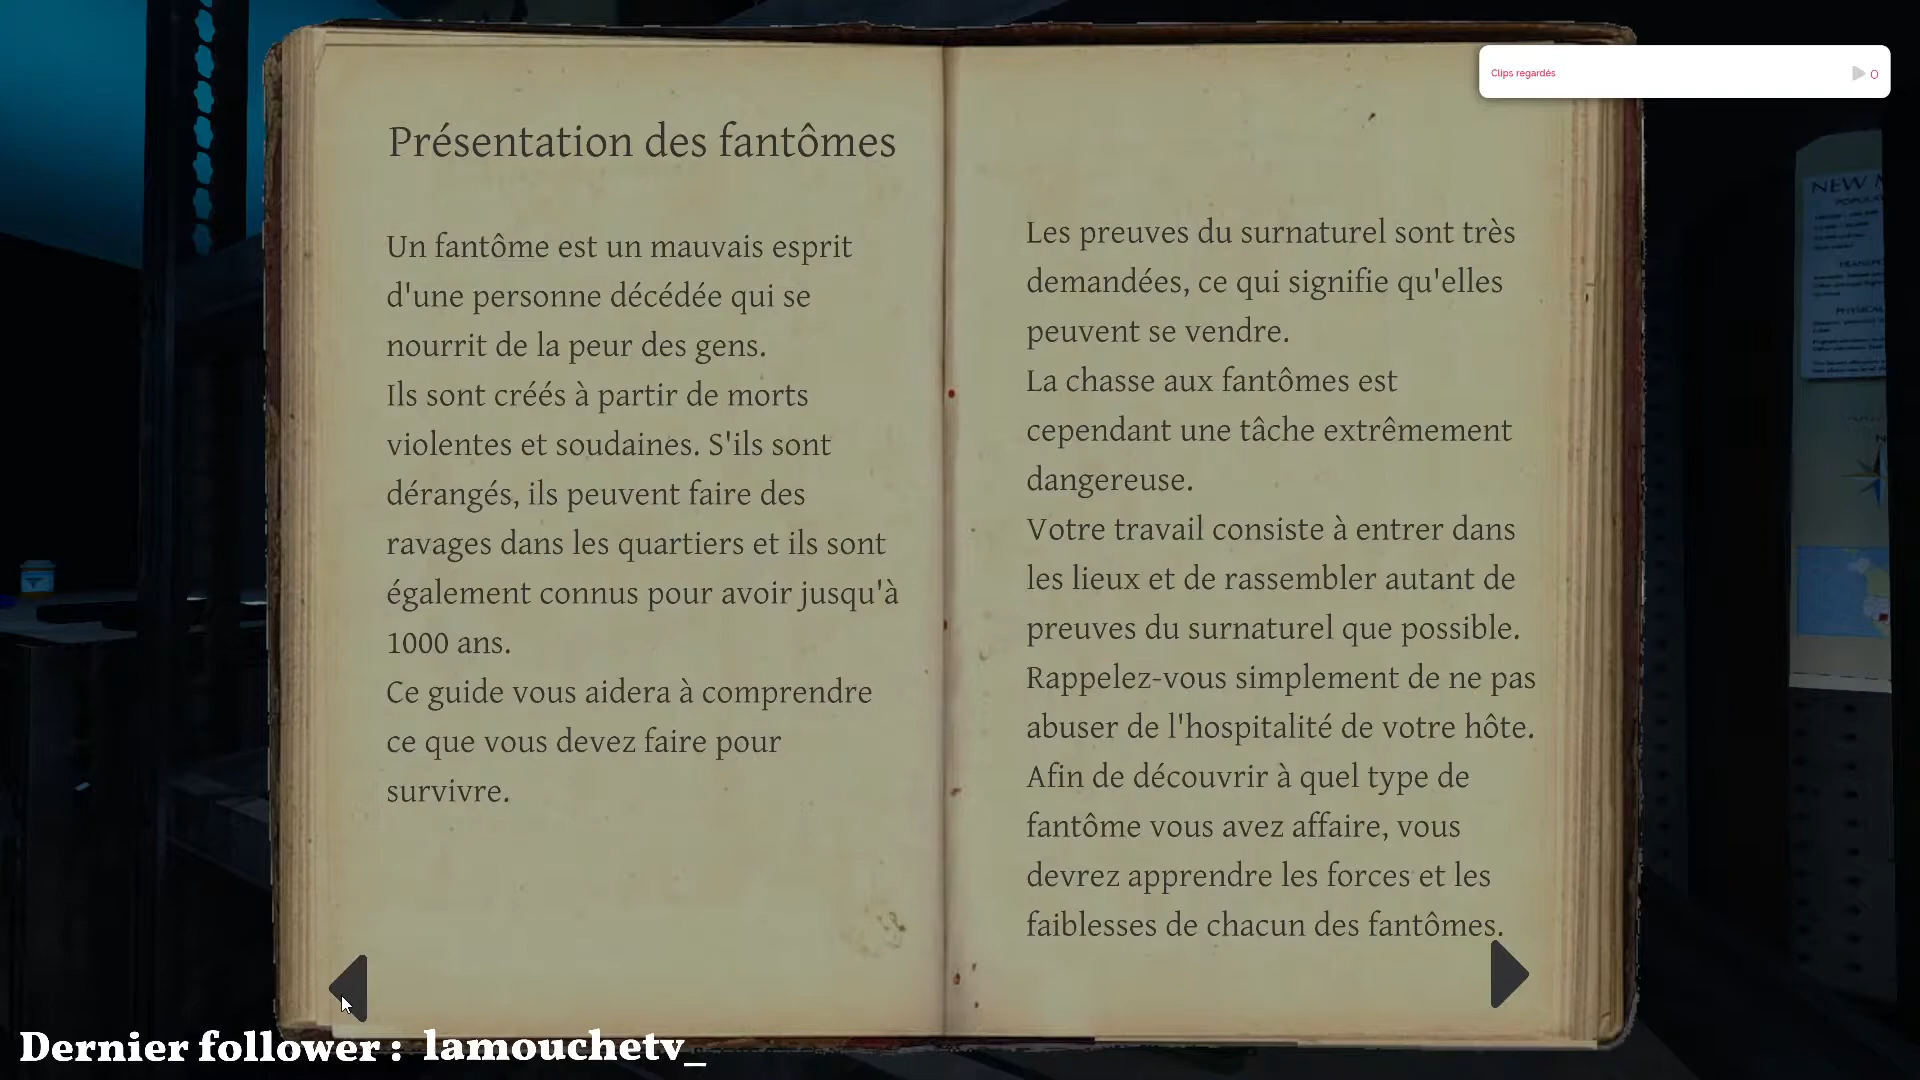 Présentation des fantômes
Un fantôme est un mauvais esprit
d'une personne décédée qui se
nourrit de la peur des gens.
Ils sont créés à partir de morts
violentes et soudaines. S'ils sont
dérangés, ils peuvent faire des
ravages dans les quartiers et ils sont
également connus pour avoir jusqu'à
1000 ans.
Ce guide vous aidera à comprendre
ce que vous devez faire pour
survivre.
Les preuves du surnaturel sont très
demandées, ce qui signifie qu'elles
peuvent se vendre.
La chasse aux fantômes est
cependant une tâche extrêmement
dangereuse.
Votre travail consiste à entrer dans
les lieux et de rassembler autant de
preuves du surnaturel que possible.
Rappelez-vous simplement de ne pas
abuser de l'hospitalité de votre hôte.
Afin de découvrir à quel type de
fantôme vous avez affaire, vous
devrez apprendre les forces et les
faiblesses de chacun des fantômes.
Clips regardés
0
NEW
Dernier follower : lamouchetv_